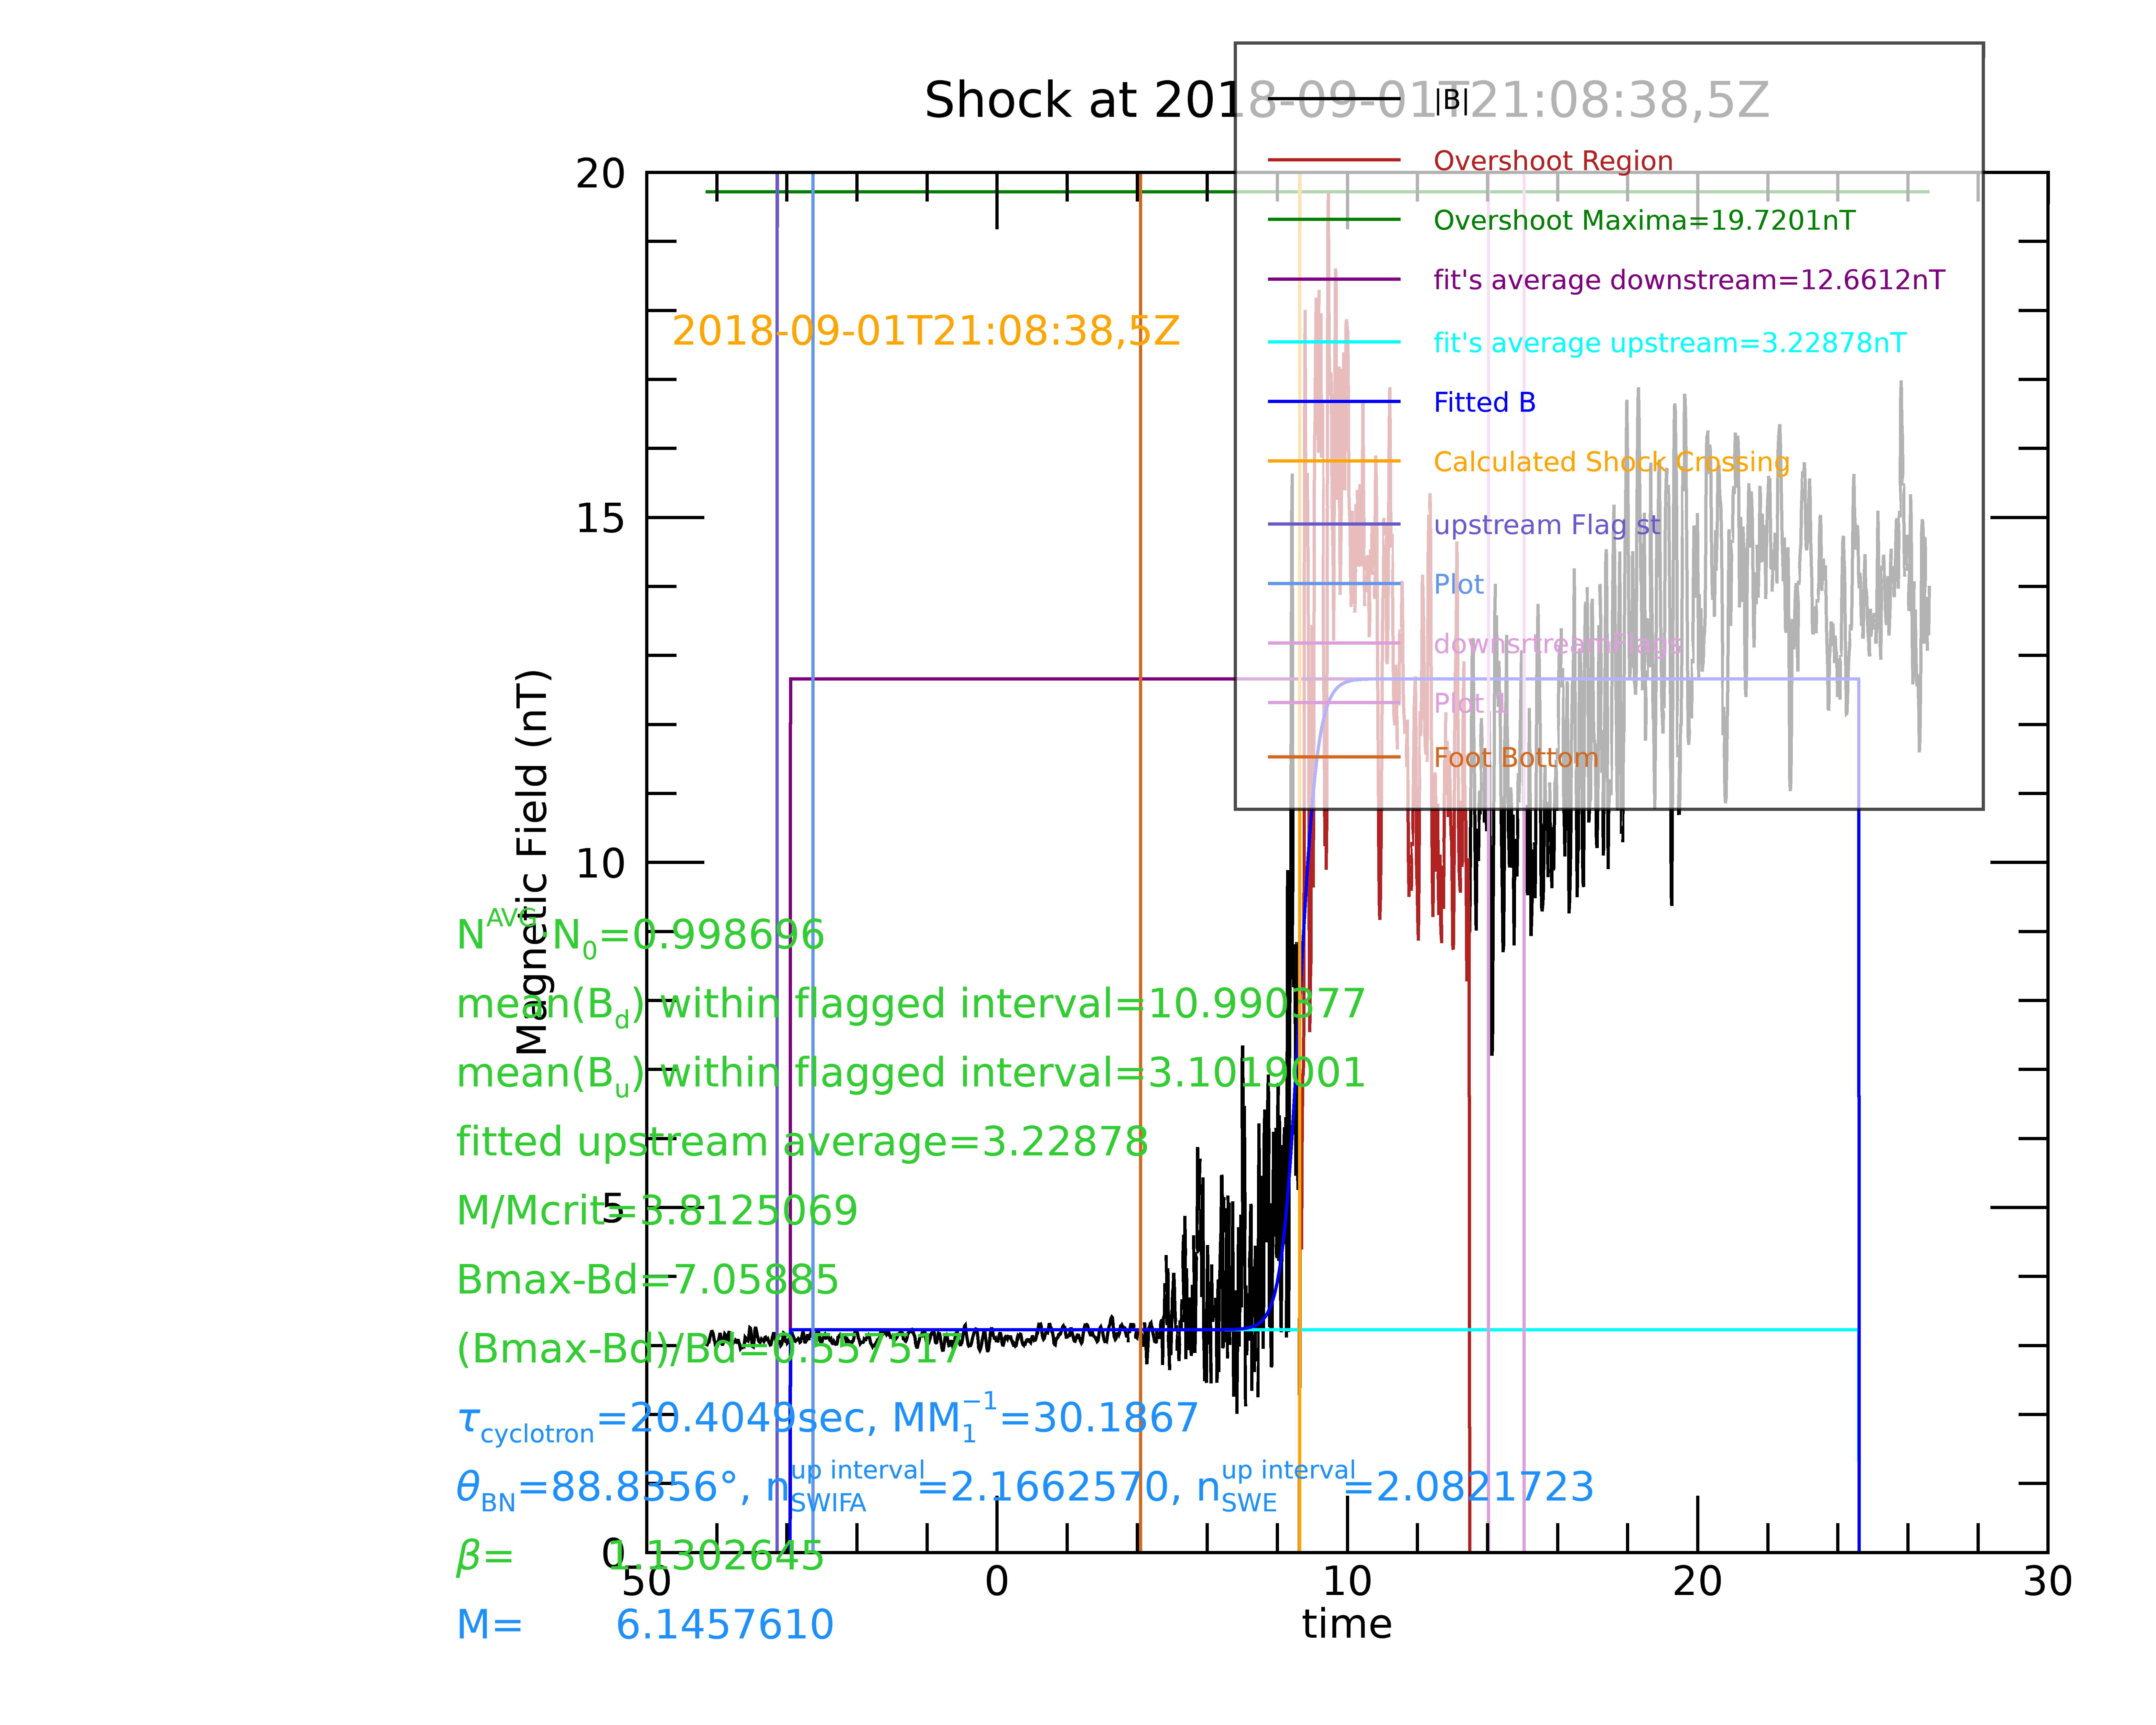 Shock at 2018-09-01T21:08:38,5Z
|B|
Overshoot Region
Overshoot Maxima=19.7201nT
fit's average downstream=12.6612nT
fit's average upstream=3.22878nT
Fitted B
Calculated Shock Crossing
upstream Flag st
Plot
downsrtreamFlags
Plot 1
Foot Bottom
2018-09-01T21:08:38,5Z
20
15
10
5
0
Magnetic Field (nT)
N^AVG·N_0=0.998696
mean(B_d) within flagged interval=10.990377
mean(B_u) within flagged interval=3.1019001
fitted upstream average=3.22878
M/Mcrit=3.8125069
Bmax-Bd=7.05885
(Bmax-Bd)/Bd=0.557517
τ_cyclotron=20.4049sec, MM_1^−1=30.1867
θ_BN=88.8356°, n_SWIFA^up interval=2.1662570, n_SWE^up interval=2.0821723
β= 1.1302645
M= 6.1457610
50 0 10 20 30
time